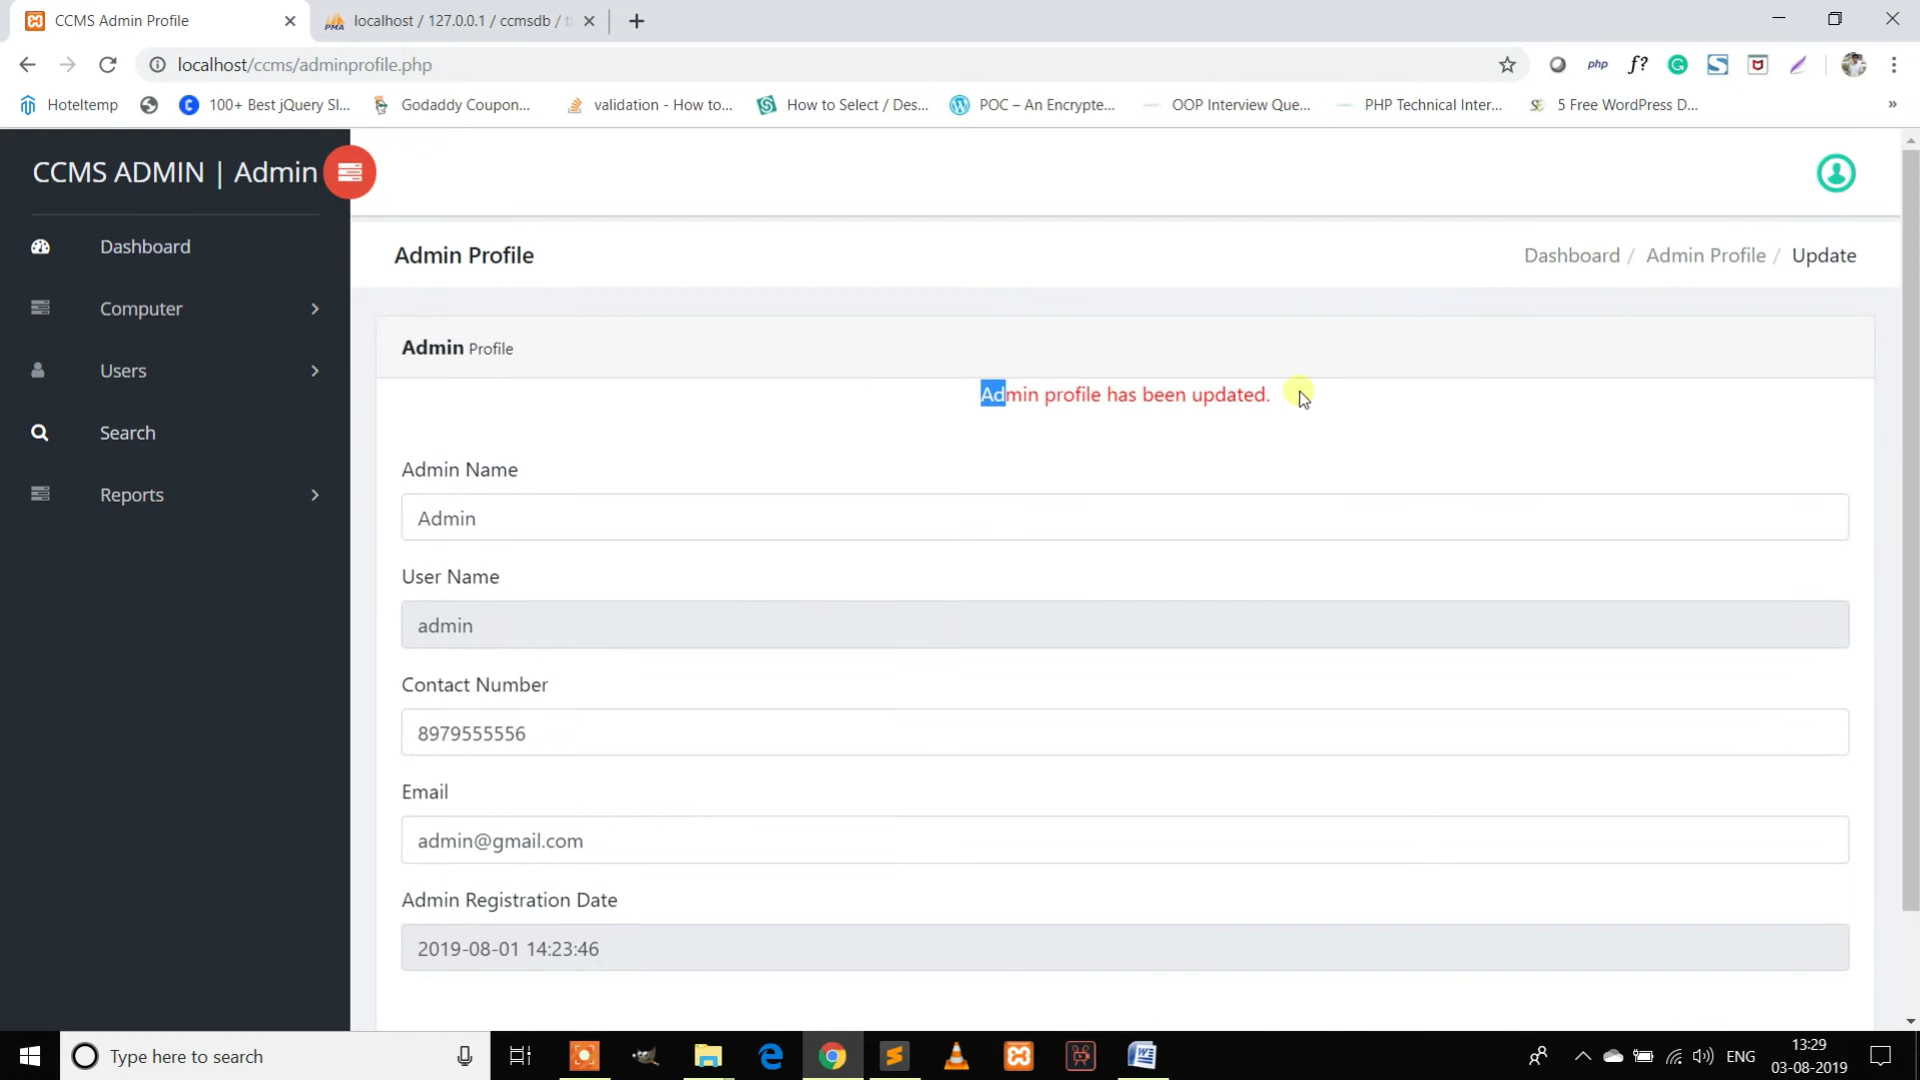 CCMS Admin Profile
localhost / 127.0.0.1 / ccmsdb /
localhost/ccms/adminprofile.php
php
f?
Hoteltemp
100+ Best jQuery Sl...
Godaddy Coupon...
validation - How to...
How to Select / Des...
POC – An Encrypte...
OOP Interview Que...
PHP Technical Inter...
5 Free WordPress D...
»
CCMS ADMIN | Admin
Dashboard
Computer
Users
Search
Reports
Admin Profile
Dashboard / Admin Profile / Update
Admin Profile
Admin profile has been updated.
Admin Name
Admin
User Name
admin
Contact Number
8979555556
Email
admin@gmail.com
Admin Registration Date
2019-08-01 14:23:46
Type here to search
ENG
13:29
03-08-2019